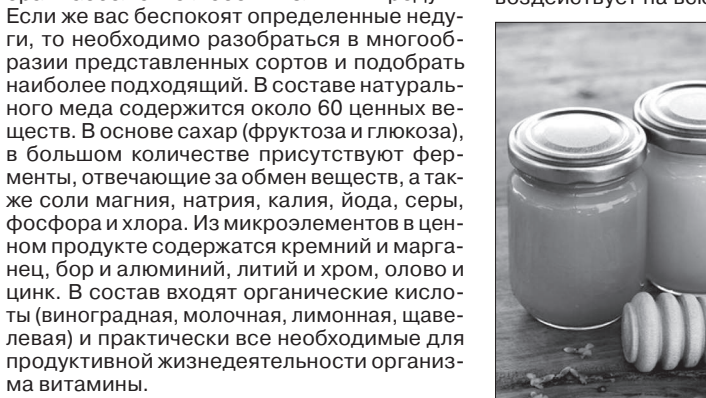 Если же вас беспокоят определенные неду-
ги, то необходимо разобраться в многооб-
разии представленных сортов и подобрать
наиболее подходящий. В составе натураль-
ного меда содержится около 60 ценных ве-
ществ. В основе сахар (фруктоза и глюкоза),
в большом количестве присутствуют фер-
менты, отвечающие за обмен веществ, а так-
же соли магния, натрия, калия, йода, серы,
фосфора и хлора. Из микроэлементов в цен-
ном продукте содержатся кремний и марга-
нец, бор и алюминий, литий и хром, олово и
цинк. В состав входят органические кисло-
ты (виноградная, молочная, лимонная, щаве-
левая) и практически все необходимые для
продуктивной жизнедеятельности организ-
ма витамины.